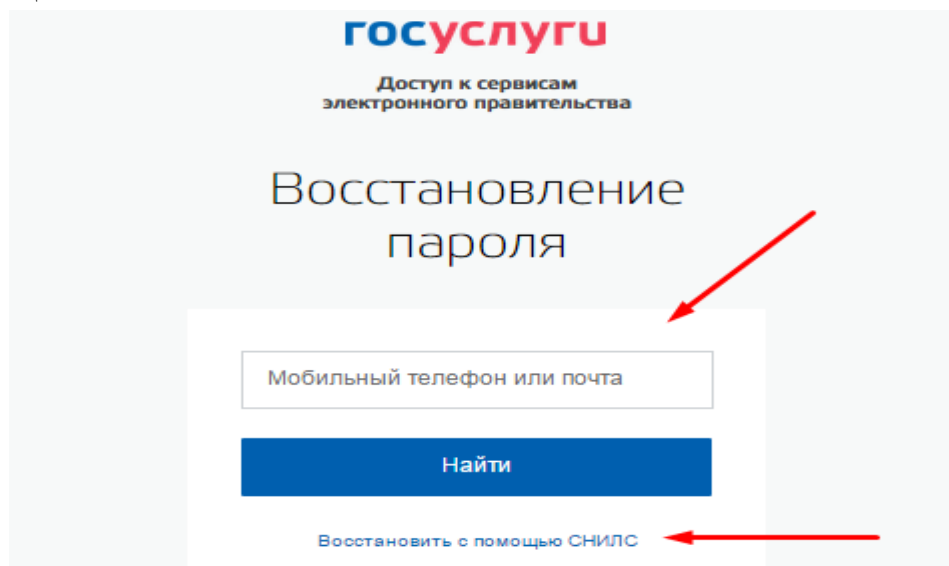 госуслуги
Доступ к сервисам
электронного правительства
Восстановление
пароля
Мобильный телефон или почта
Найти
Восстановить с помощью СНИЛС